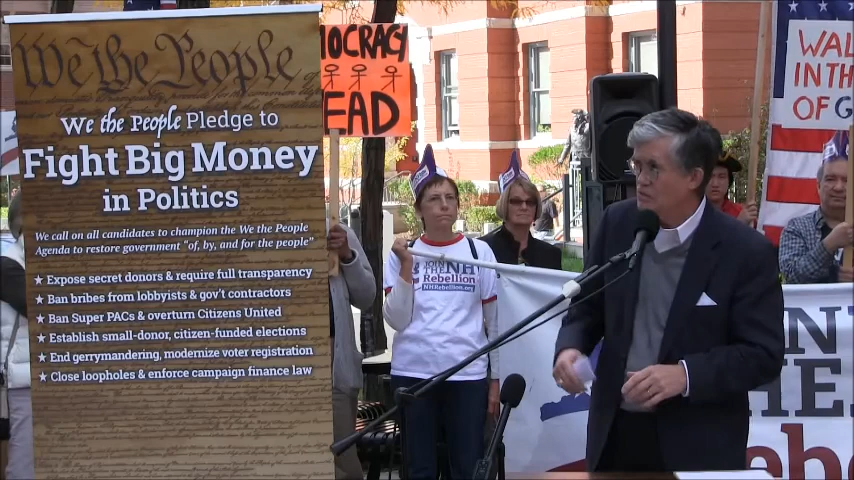 We the People
We the People Pledge to
Fight Big Money
in Politics
We call on all candidates to champion the We the People
Agenda to restore government "of, by, and for the people"
★ Expose secret donors & require full transparency
★ Ban bribes from lobbyists & gov't contractors
★ Ban Super PACs & overturn Citizens United
★ Establish small-donor, citizen-funded elections
★ End gerrymandering, modernize voter registration
★ Close loopholes & enforce campaign finance law
OCRACY
EAD
JOIN THE NH
Rebellion
NHRebellion.org
WAL
IN TH
OF G